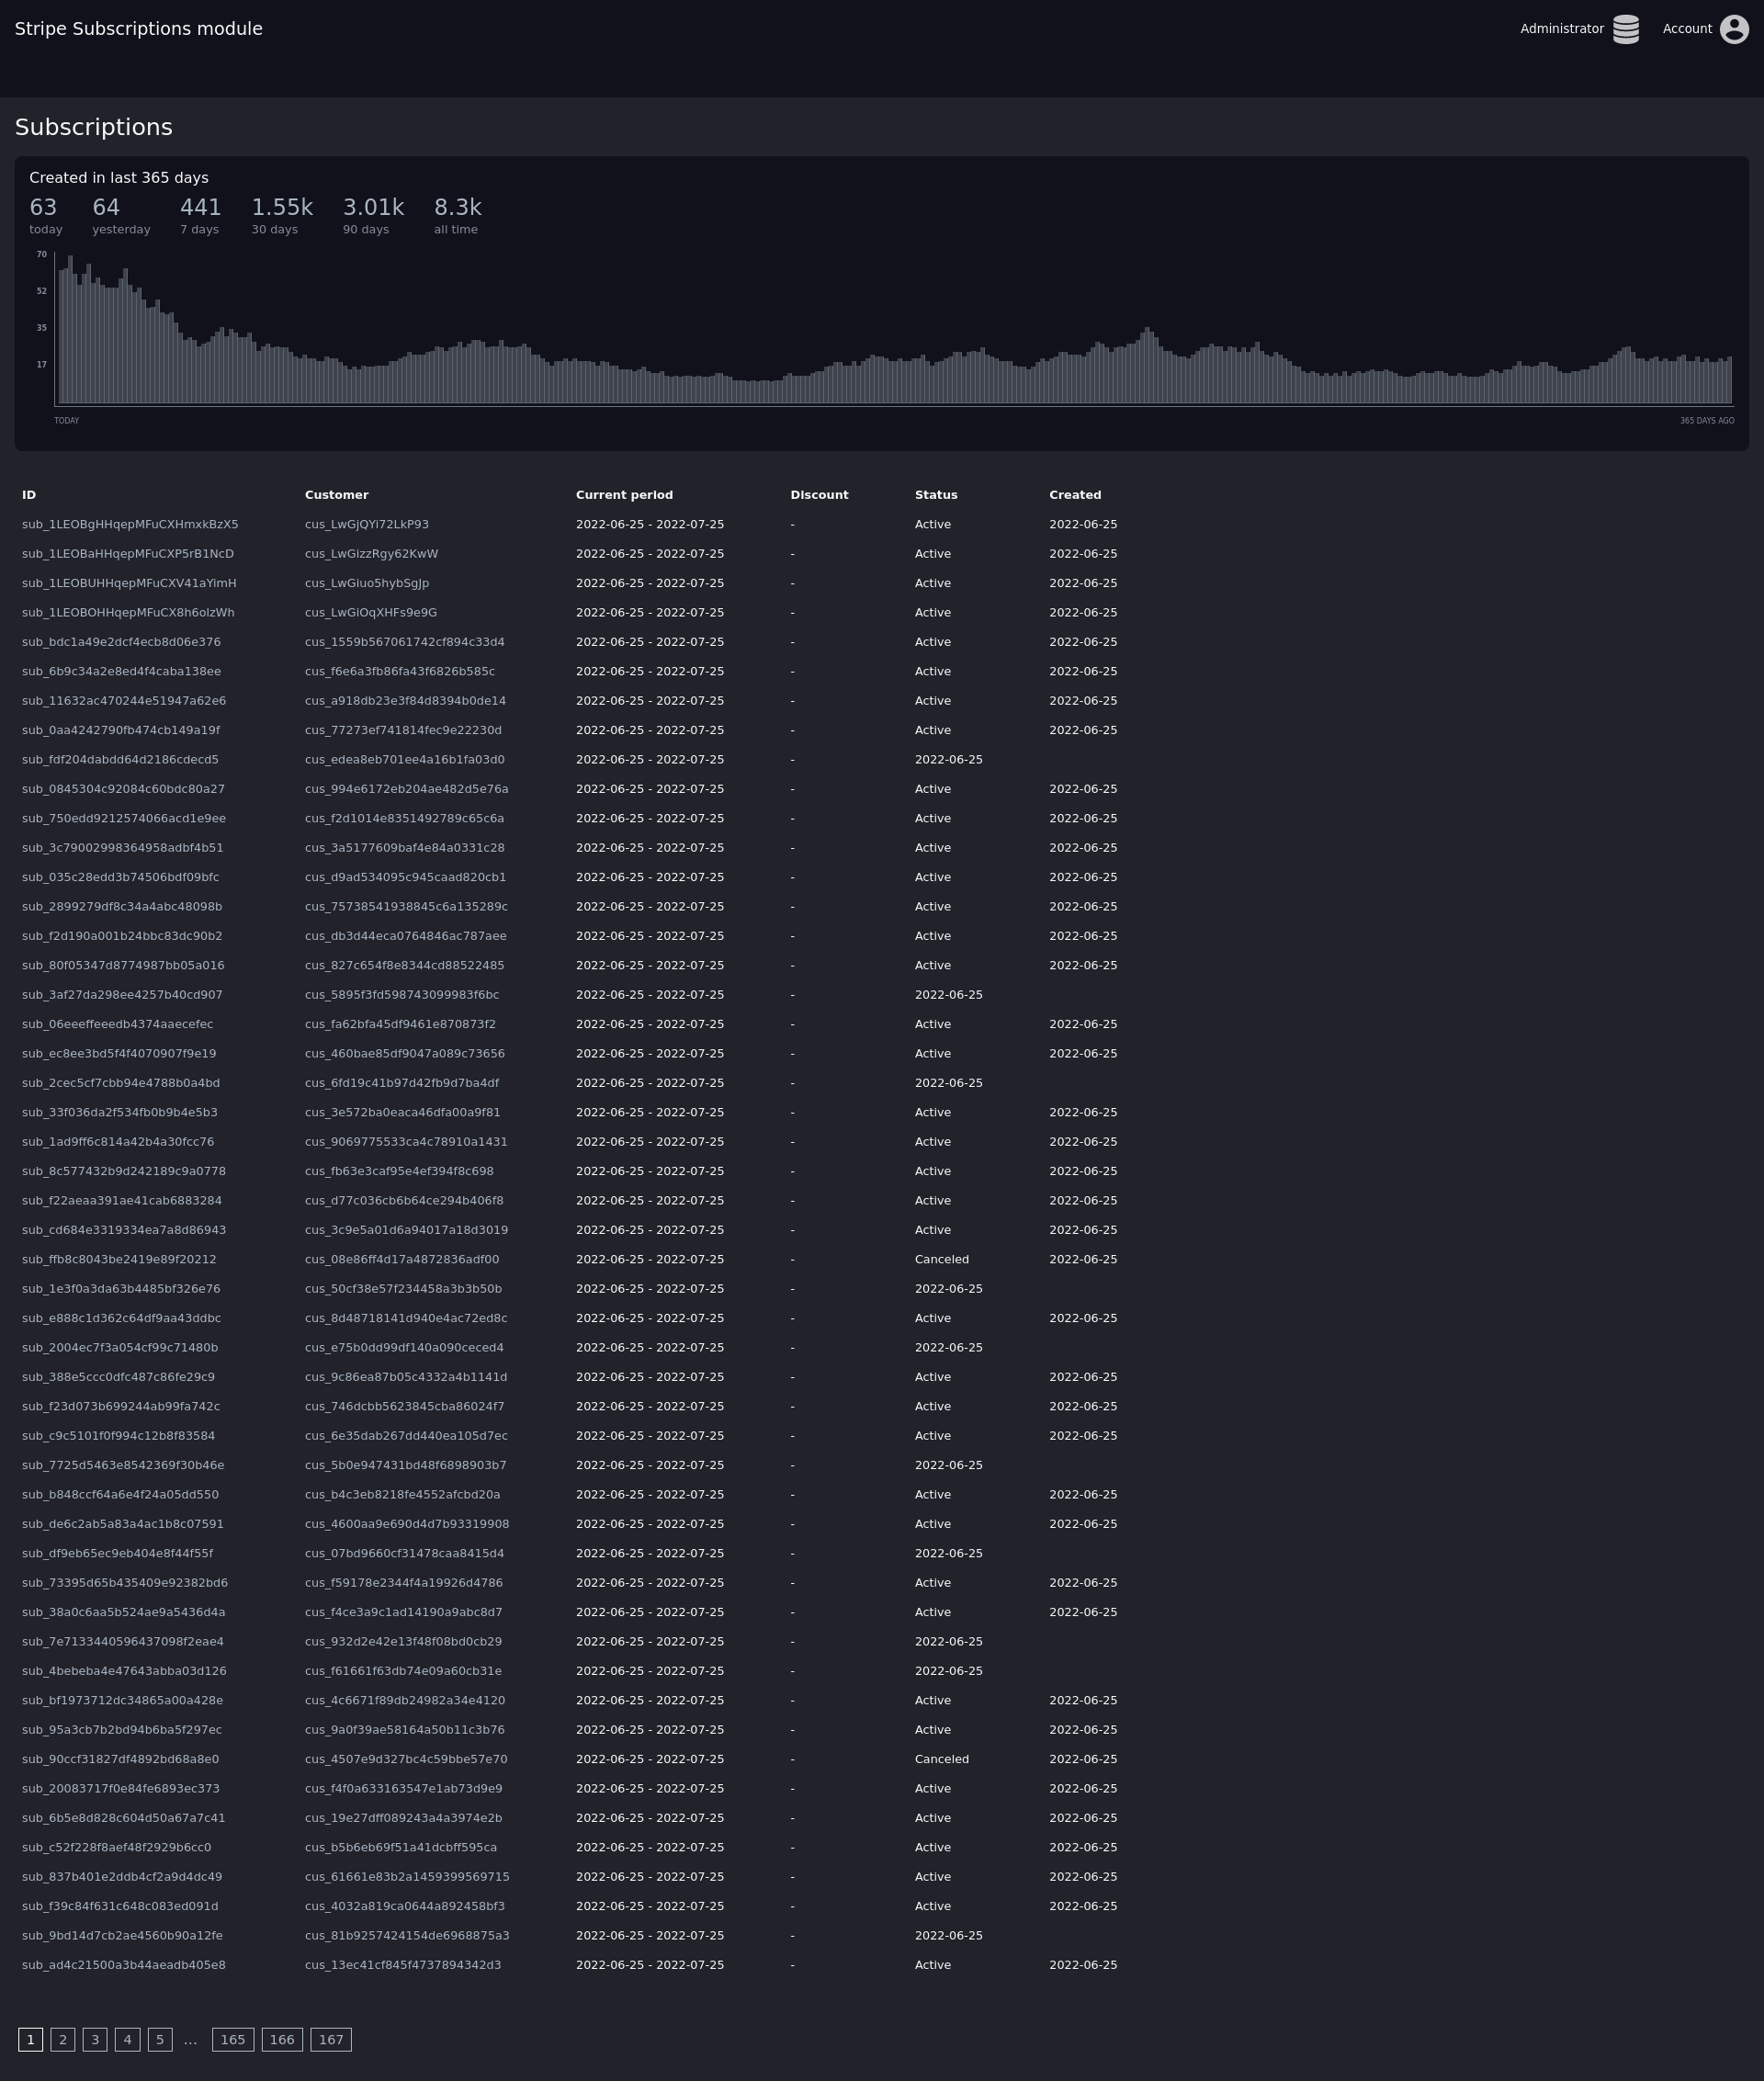 Stripe Subscriptions module
Administrator Account
Subscriptions
Created in last 365 days
63 64 441 1.55k 3.01k 8.3k
today yesterday 7 days 30 days 90 days all time
70
52
35
17
TODAY 365 DAYS AGO
ID Customer Current period Discount Status Created
sub_1LEOBgHHqepMFuCXHmxkBzX5 cus_LwGjQYi72LkP93 2022-06-25 - 2022-07-25 - Active 2022-06-25
sub_1LEOBaHHqepMFuCXP5rB1NcD cus_LwGizzRgy62KwW 2022-06-25 - 2022-07-25 - Active 2022-06-25
sub_1LEOBUHHqepMFuCXV41aYimH cus_LwGiuo5hybSgJp 2022-06-25 - 2022-07-25 - Active 2022-06-25
sub_1LEOBOHHqepMFuCX8h6olzWh cus_LwGiOqXHFs9e9G 2022-06-25 - 2022-07-25 - Active 2022-06-25
sub_bdc1a49e2dcf4ecb8d06e376 cus_1559b567061742cf894c33d4 2022-06-25 - 2022-07-25 - Active 2022-06-25
sub_6b9c34a2e8ed4f4caba138ee cus_f6e6a3fb86fa43f6826b585c 2022-06-25 - 2022-07-25 - Active 2022-06-25
sub_11632ac470244e51947a62e6 cus_a918db23e3f84d8394b0de14 2022-06-25 - 2022-07-25 - Active 2022-06-25
sub_0aa4242790fb474cb149a19f cus_77273ef741814fec9e22230d 2022-06-25 - 2022-07-25 - Active 2022-06-25
sub_fdf204dabdd64d2186cdecd5 cus_edea8eb701ee4a16b1fa03d0 2022-06-25 - 2022-07-25 - 2022-06-25
sub_0845304c92084c60bdc80a27 cus_994e6172eb204ae482d5e76a 2022-06-25 - 2022-07-25 - Active 2022-06-25
sub_750edd9212574066acd1e9ee cus_f2d1014e8351492789c65c6a 2022-06-25 - 2022-07-25 - Active 2022-06-25
sub_3c79002998364958adbf4b51 cus_3a5177609baf4e84a0331c28 2022-06-25 - 2022-07-25 - Active 2022-06-25
sub_035c28edd3b74506bdf09bfc cus_d9ad534095c945caad820cb1 2022-06-25 - 2022-07-25 - Active 2022-06-25
sub_2899279df8c34a4abc48098b cus_75738541938845c6a135289c 2022-06-25 - 2022-07-25 - Active 2022-06-25
sub_f2d190a001b24bbc83dc90b2 cus_db3d44eca0764846ac787aee 2022-06-25 - 2022-07-25 - Active 2022-06-25
sub_80f05347d8774987bb05a016 cus_827c654f8e8344cd88522485 2022-06-25 - 2022-07-25 - Active 2022-06-25
sub_3af27da298ee4257b40cd907 cus_5895f3fd598743099983f6bc 2022-06-25 - 2022-07-25 - 2022-06-25
sub_06eeeffeeedb4374aaecefec cus_fa62bfa45df9461e870873f2 2022-06-25 - 2022-07-25 - Active 2022-06-25
sub_ec8ee3bd5f4f4070907f9e19 cus_460bae85df9047a089c73656 2022-06-25 - 2022-07-25 - Active 2022-06-25
sub_2cec5cf7cbb94e4788b0a4bd cus_6fd19c41b97d42fb9d7ba4df 2022-06-25 - 2022-07-25 - 2022-06-25
sub_33f036da2f534fb0b9b4e5b3 cus_3e572ba0eaca46dfa00a9f81 2022-06-25 - 2022-07-25 - Active 2022-06-25
sub_1ad9ff6c814a42b4a30fcc76 cus_9069775533ca4c78910a1431 2022-06-25 - 2022-07-25 - Active 2022-06-25
sub_8c577432b9d242189c9a0778 cus_fb63e3caf95e4ef394f8c698 2022-06-25 - 2022-07-25 - Active 2022-06-25
sub_f22aeaa391ae41cab6883284 cus_d77c036cb6b64ce294b406f8 2022-06-25 - 2022-07-25 - Active 2022-06-25
sub_cd684e3319334ea7a8d86943 cus_3c9e5a01d6a94017a18d3019 2022-06-25 - 2022-07-25 - Active 2022-06-25
sub_ffb8c8043be2419e89f20212 cus_08e86ff4d17a4872836adf00 2022-06-25 - 2022-07-25 - Canceled 2022-06-25
sub_1e3f0a3da63b4485bf326e76 cus_50cf38e57f234458a3b3b50b 2022-06-25 - 2022-07-25 - 2022-06-25
sub_e888c1d362c64df9aa43ddbc cus_8d48718141d940e4ac72ed8c 2022-06-25 - 2022-07-25 - Active 2022-06-25
sub_2004ec7f3a054cf99c71480b cus_e75b0dd99df140a090ceced4 2022-06-25 - 2022-07-25 - 2022-06-25
sub_388e5ccc0dfc487c86fe29c9 cus_9c86ea87b05c4332a4b1141d 2022-06-25 - 2022-07-25 - Active 2022-06-25
sub_f23d073b699244ab99fa742c cus_746dcbb5623845cba86024f7 2022-06-25 - 2022-07-25 - Active 2022-06-25
sub_c9c5101f0f994c12b8f83584 cus_6e35dab267dd440ea105d7ec 2022-06-25 - 2022-07-25 - Active 2022-06-25
sub_7725d5463e8542369f30b46e cus_5b0e947431bd48f6898903b7 2022-06-25 - 2022-07-25 - 2022-06-25
sub_b848ccf64a6e4f24a05dd550 cus_b4c3eb8218fe4552afcbd20a 2022-06-25 - 2022-07-25 - Active 2022-06-25
sub_de6c2ab5a83a4ac1b8c07591 cus_4600aa9e690d4d7b93319908 2022-06-25 - 2022-07-25 - Active 2022-06-25
sub_df9eb65ec9eb404e8f44f55f cus_07bd9660cf31478caa8415d4 2022-06-25 - 2022-07-25 - 2022-06-25
sub_73395d65b435409e92382bd6 cus_f59178e2344f4a19926d4786 2022-06-25 - 2022-07-25 - Active 2022-06-25
sub_38a0c6aa5b524ae9a5436d4a cus_f4ce3a9c1ad14190a9abc8d7 2022-06-25 - 2022-07-25 - Active 2022-06-25
sub_7e7133440596437098f2eae4 cus_932d2e42e13f48f08bd0cb29 2022-06-25 - 2022-07-25 - 2022-06-25
sub_4bebeba4e47643abba03d126 cus_f61661f63db74e09a60cb31e 2022-06-25 - 2022-07-25 - 2022-06-25
sub_bf1973712dc34865a00a428e cus_4c6671f89db24982a34e4120 2022-06-25 - 2022-07-25 - Active 2022-06-25
sub_95a3cb7b2bd94b6ba5f297ec cus_9a0f39ae58164a50b11c3b76 2022-06-25 - 2022-07-25 - Active 2022-06-25
sub_90ccf31827df4892bd68a8e0 cus_4507e9d327bc4c59bbe57e70 2022-06-25 - 2022-07-25 - Canceled 2022-06-25
sub_20083717f0e84fe6893ec373 cus_f4f0a633163547e1ab73d9e9 2022-06-25 - 2022-07-25 - Active 2022-06-25
sub_6b5e8d828c604d50a67a7c41 cus_19e27dff089243a4a3974e2b 2022-06-25 - 2022-07-25 - Active 2022-06-25
sub_c52f228f8aef48f2929b6cc0 cus_b5b6eb69f51a41dcbff595ca 2022-06-25 - 2022-07-25 - Active 2022-06-25
sub_837b401e2ddb4cf2a9d4dc49 cus_61661e83b2a1459399569715 2022-06-25 - 2022-07-25 - Active 2022-06-25
sub_f39c84f631c648c083ed091d cus_4032a819ca0644a892458bf3 2022-06-25 - 2022-07-25 - Active 2022-06-25
sub_9bd14d7cb2ae4560b90a12fe cus_81b9257424154de6968875a3 2022-06-25 - 2022-07-25 - 2022-06-25
sub_ad4c21500a3b44aeadb405e8 cus_13ec41cf845f4737894342d3 2022-06-25 - 2022-07-25 - Active 2022-06-25
1 2 3 4 5 ... 165 166 167